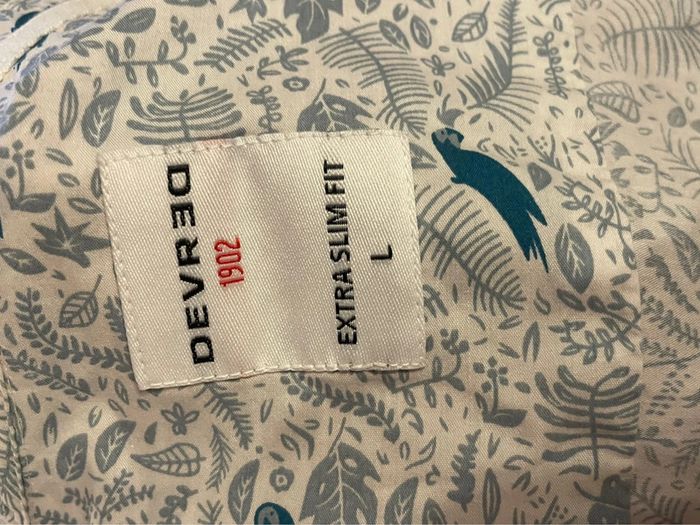 DEVRED
1902
EXTRA SLIM FIT
L